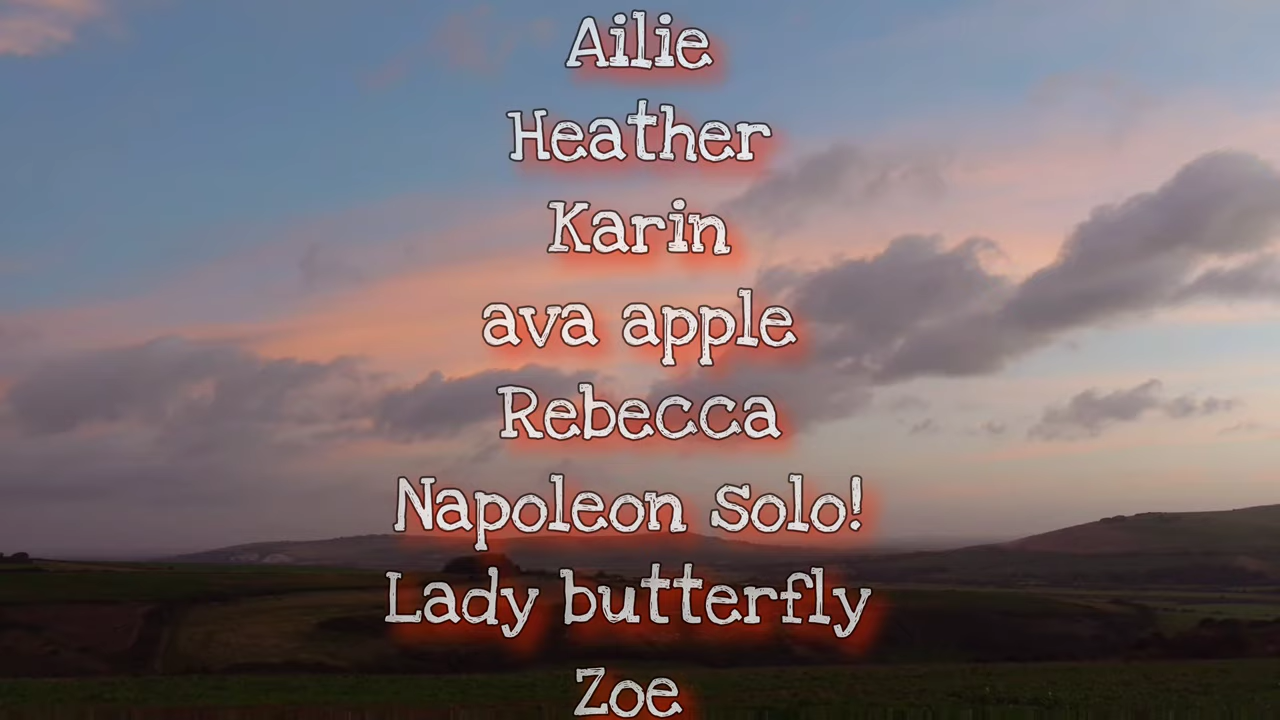 Ailie
Heather
Karin
ava apple
Rebecca
Napoleon solo!
Lady butterfly
Zoe